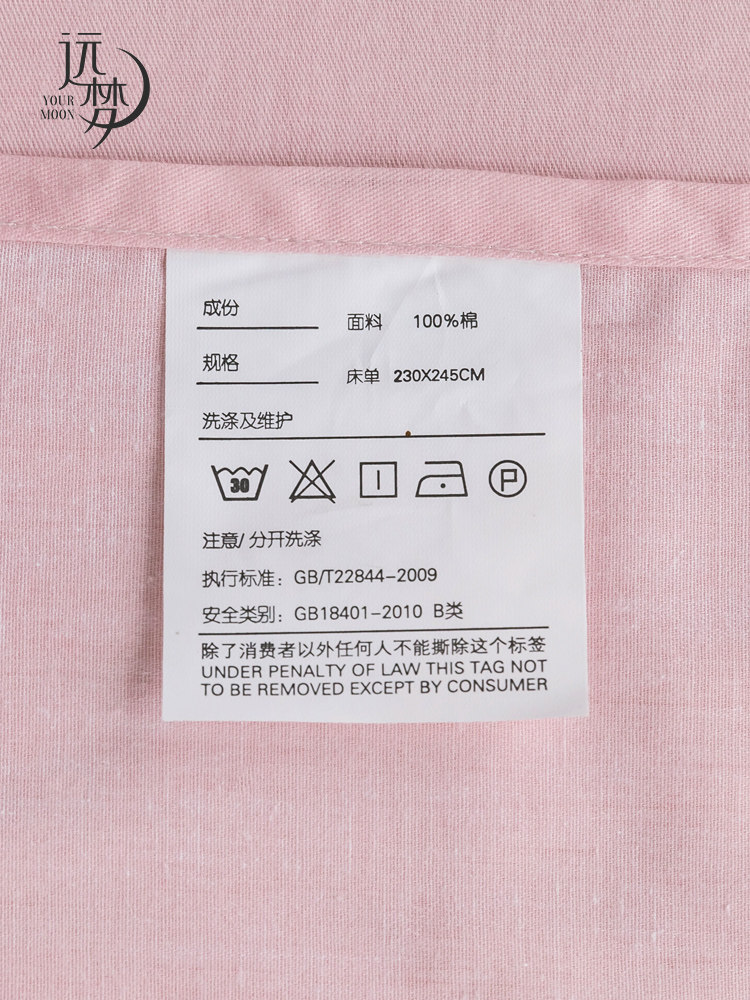 远梦
YOUR
MOON
成份
面料 100%棉
规格
床单 230X245CM
洗涤及维护
30
P
注意/分开洗涤
执行标准：GB/T22844-2009
安全类别：GB18401-2010 B类
除了消费者以外任何人不能撕除这个标签
UNDER PENALTY OF LAW THIS TAG NOT
TO BE REMOVED EXCEPT BY CONSUMER